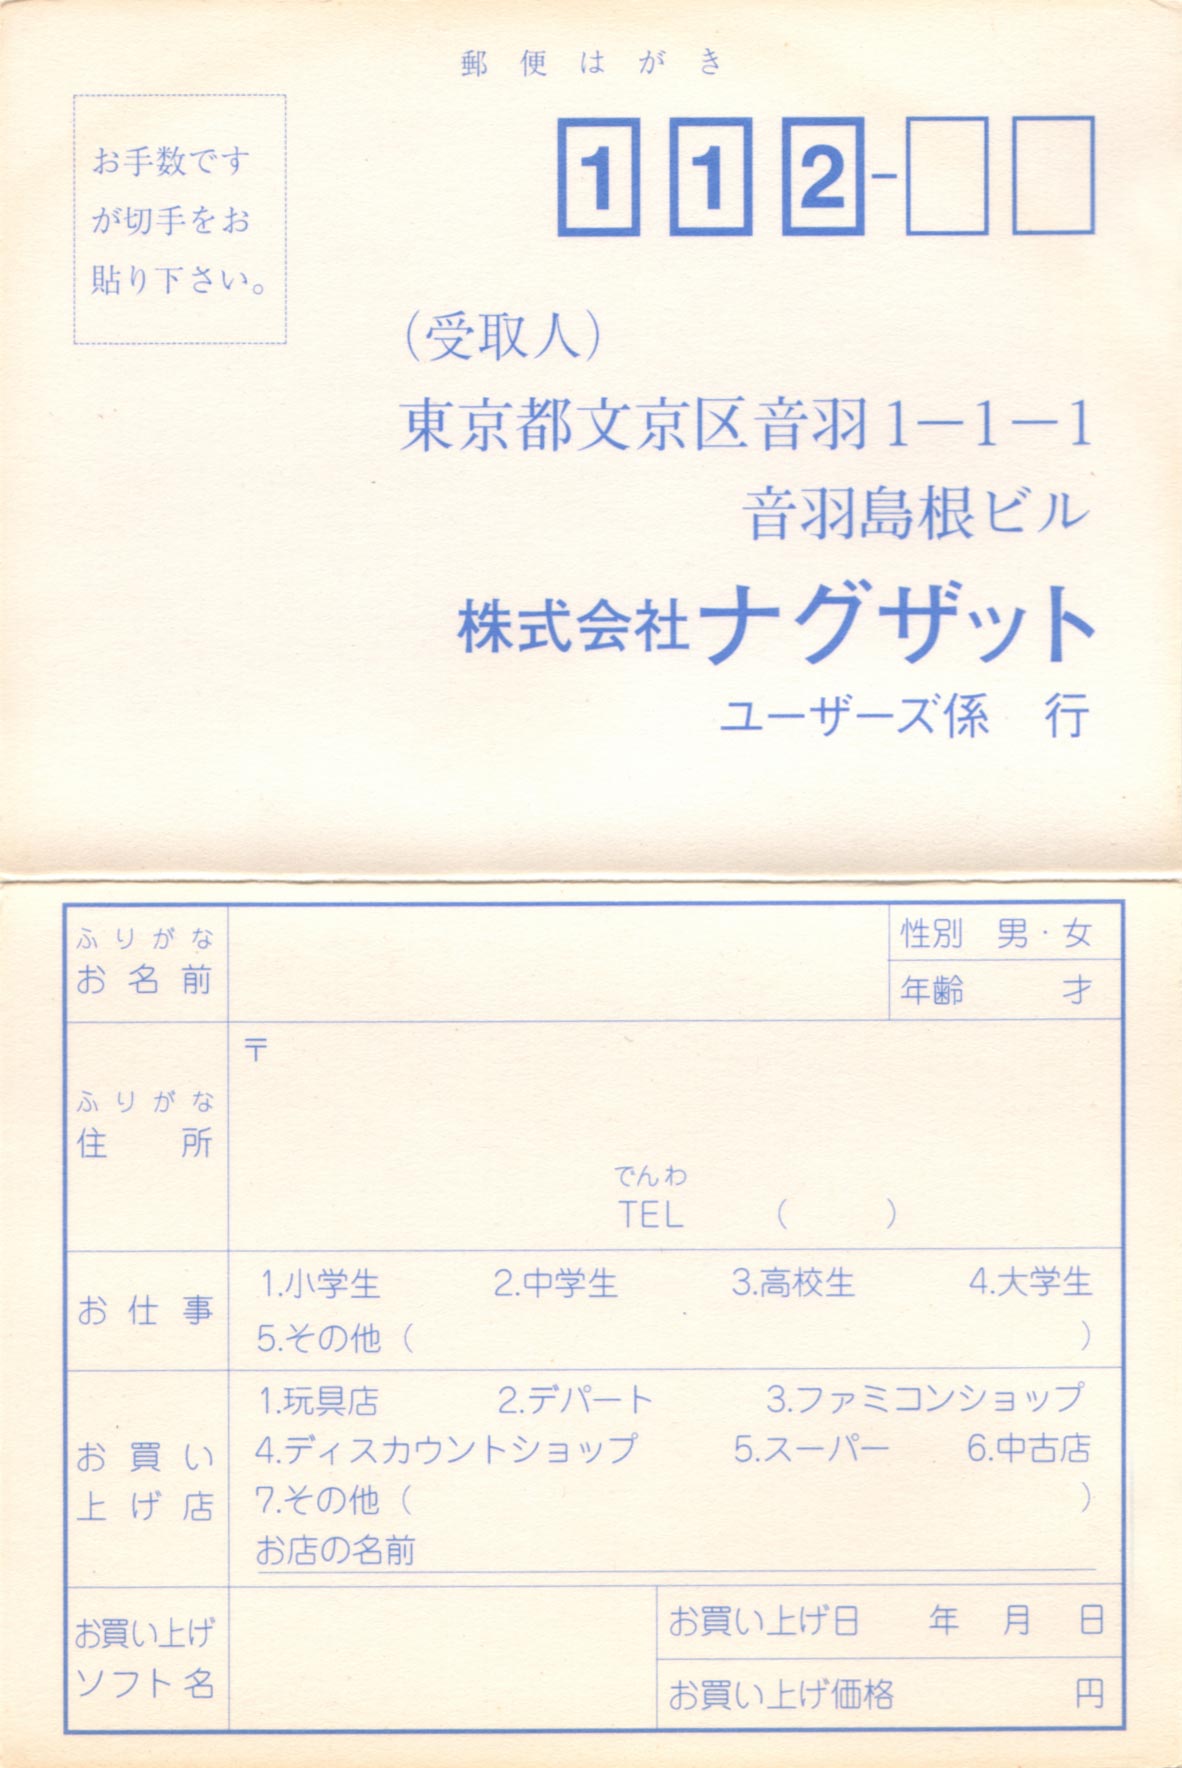 郵便はがき
お手数です
が切手をお
貼り下さい。
112-
（受取人）
東京都文京区音羽1－1－1
音羽島根ビル
株式会社ナグザット
ユーザーズ係　行
ふりがな
お名前
性別　男・女
年齢　才
ふりがな
住所
〒
でんわ
TEL　（　）
お仕事
1.小学生　2.中学生　3.高校生　4.大学生
5.その他（　）
お買い
上げ店
1.玩具店　2.デパート　3.ファミコンショップ
4.ディスカウントショップ　5.スーパー　6.中古店
7.その他（　）
お店の名前
お買い上げ
ソフト名
お買い上げ日　年　月　日
お買い上げ価格　円